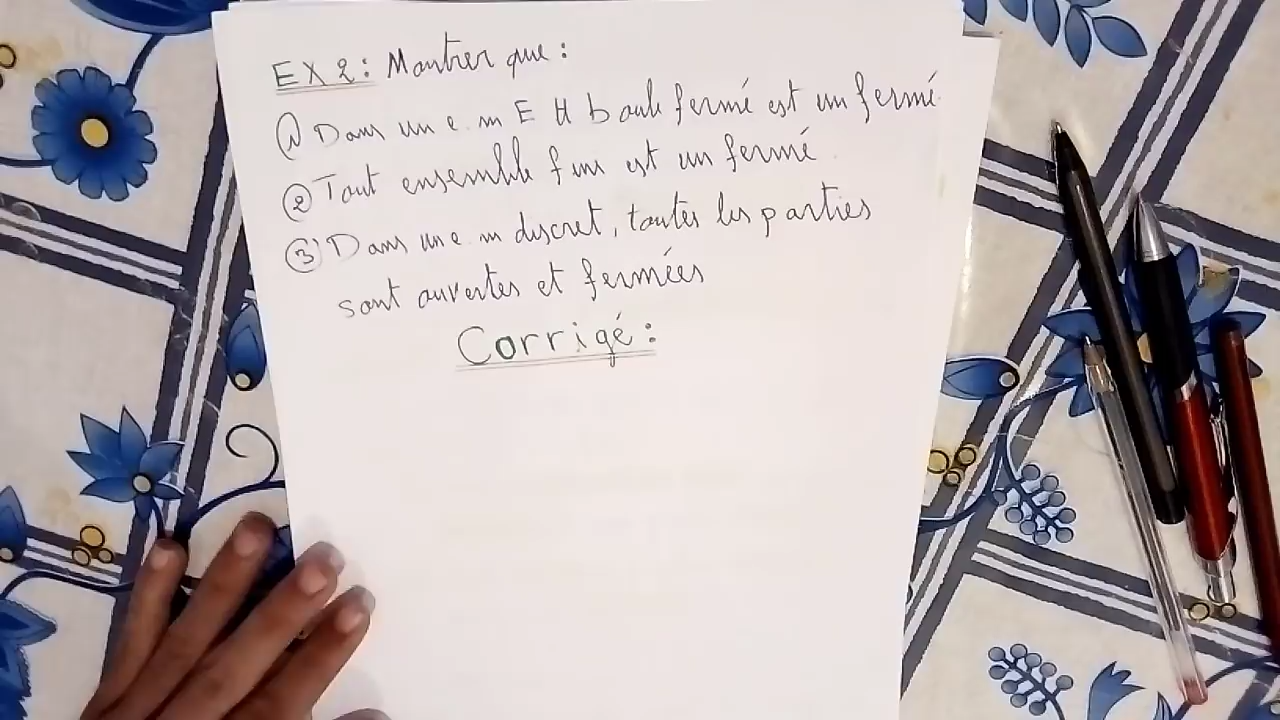 EX 2: Montrer que :
① Dans un e.m E ∀ boule fermé est un fermé.
② Tout ensemble fini est un fermé.
③ Dans un e.m discret, toutes les parties
sont ouvertes et fermées
Corrigé :